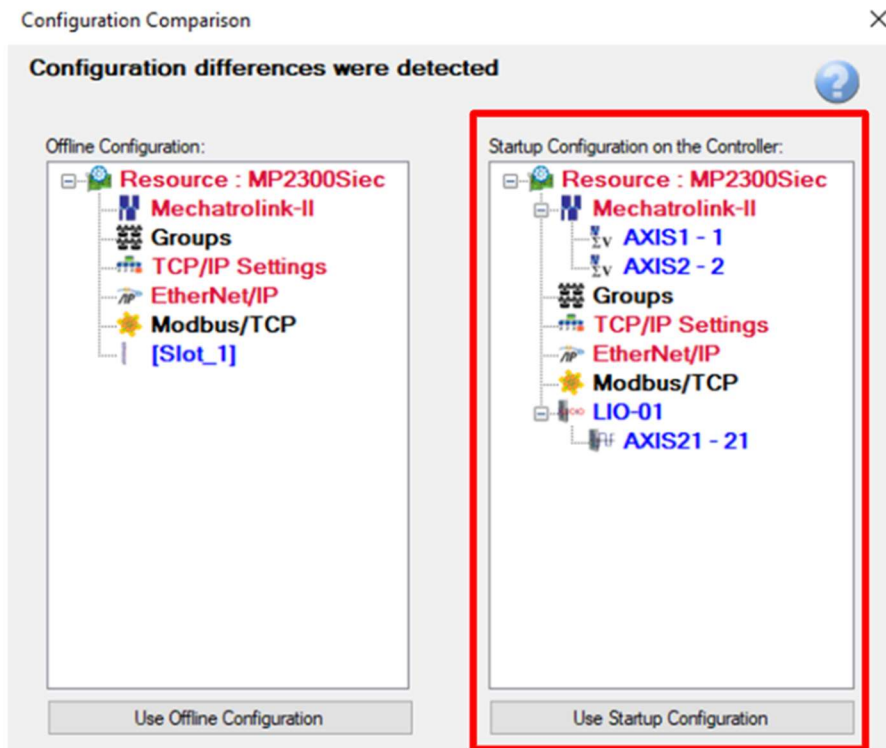 Configuration Comparison
Configuration differences were detected
Offline Configuration:
Resource : MP2300Siec
Mechatrolink-II
Groups
TCP/IP Settings
EtherNet/IP
Modbus/TCP
[Slot_1]
Use Offline Configuration
Startup Configuration on the Controller:
Resource : MP2300Siec
Mechatrolink-II
AXIS1 - 1
AXIS2 - 2
Groups
TCP/IP Settings
EtherNet/IP
Modbus/TCP
LIO-01
AXIS21 - 21
Use Startup Configuration